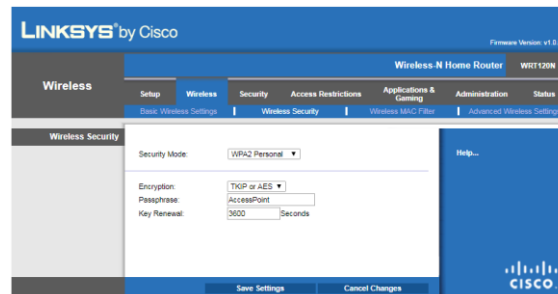 LINKSYS® by Cisco
Firmware Version: v1.0
Wireless-N Home Router WRT120N
Wireless
Setup Wireless Security Access Restrictions Applications & Gaming Administration Status
Basic Wireless Settings Wireless Security Wireless MAC Filter Advanced Wireless Setting
Wireless Security
Security Mode: WPA2 Personal
Help...
Encryption: TKIP or AES
Passphrase: AccessPoint
Key Renewal: 3600 Seconds
Save Settings Cancel Changes
CISCO